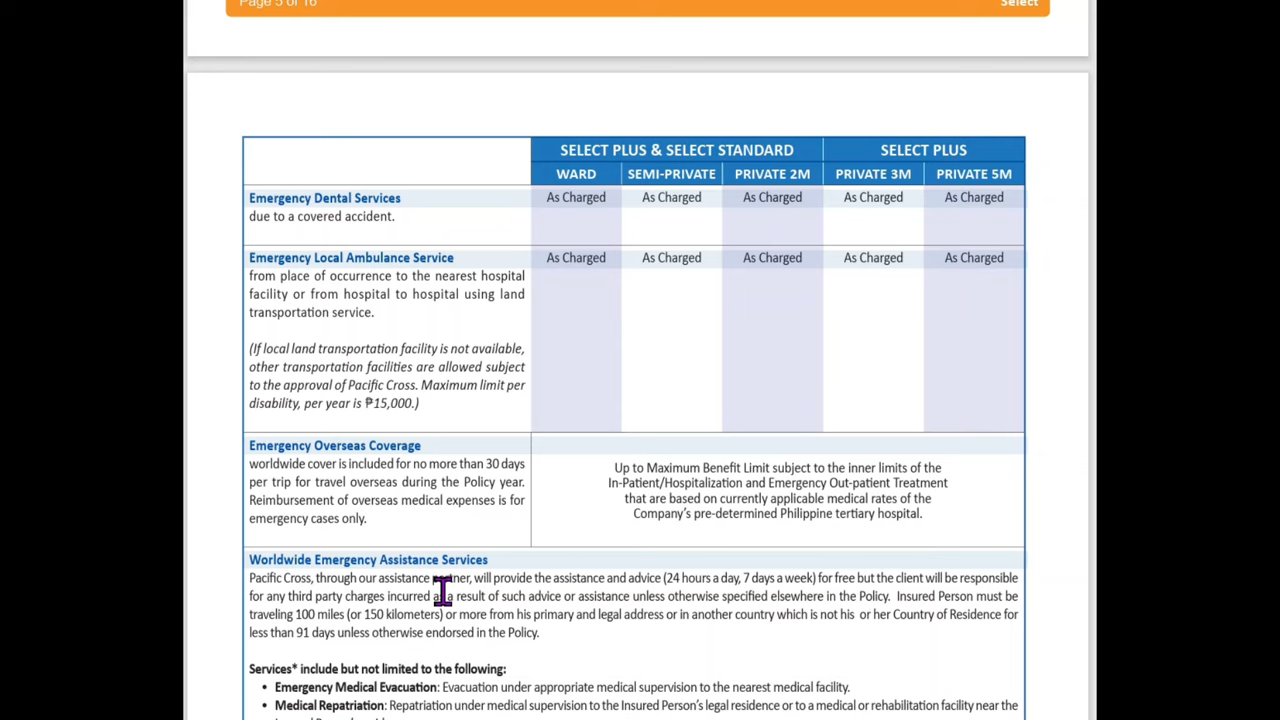 Page 5 of 16
Select
SELECT PLUS & SELECT STANDARD
SELECT PLUS
WARD
SEMI-PRIVATE
PRIVATE 2M
PRIVATE 3M
PRIVATE 5M
Emergency Dental Services
due to a covered accident.
As Charged
As Charged
As Charged
As Charged
As Charged
Emergency Local Ambulance Service
from place of occurrence to the nearest hospital
facility or from hospital to hospital using land
transportation service.
(If local land transportation facility is not available,
other transportation facilities are allowed subject
to the approval of Pacific Cross. Maximum limit per
disability, per year is ₱15,000.)
As Charged
As Charged
As Charged
As Charged
As Charged
Emergency Overseas Coverage
worldwide cover is included for no more than 30 days
per trip for travel overseas during the Policy year.
Reimbursement of overseas medical expenses is for
emergency cases only.
Up to Maximum Benefit Limit subject to the inner limits of the
In-Patient/Hospitalization and Emergency Out-patient Treatment
that are based on currently applicable medical rates of the
Company's pre-determined Philippine tertiary hospital.
Worldwide Emergency Assistance Services
Pacific Cross, through our assistance partner, will provide the assistance and advice (24 hours a day, 7 days a week) for free but the client will be responsible
for any third party charges incurred as a result of such advice or assistance unless otherwise specified elsewhere in the Policy. Insured Person must be
traveling 100 miles (or 150 kilometers) or more from his primary and legal address or in another country which is not his or her Country of Residence for
less than 91 days unless otherwise endorsed in the Policy.
Services* include but not limited to the following:
• Emergency Medical Evacuation: Evacuation under appropriate medical supervision to the nearest medical facility.
• Medical Repatriation: Repatriation under medical supervision to the Insured Person's legal residence or to a medical or rehabilitation facility near the